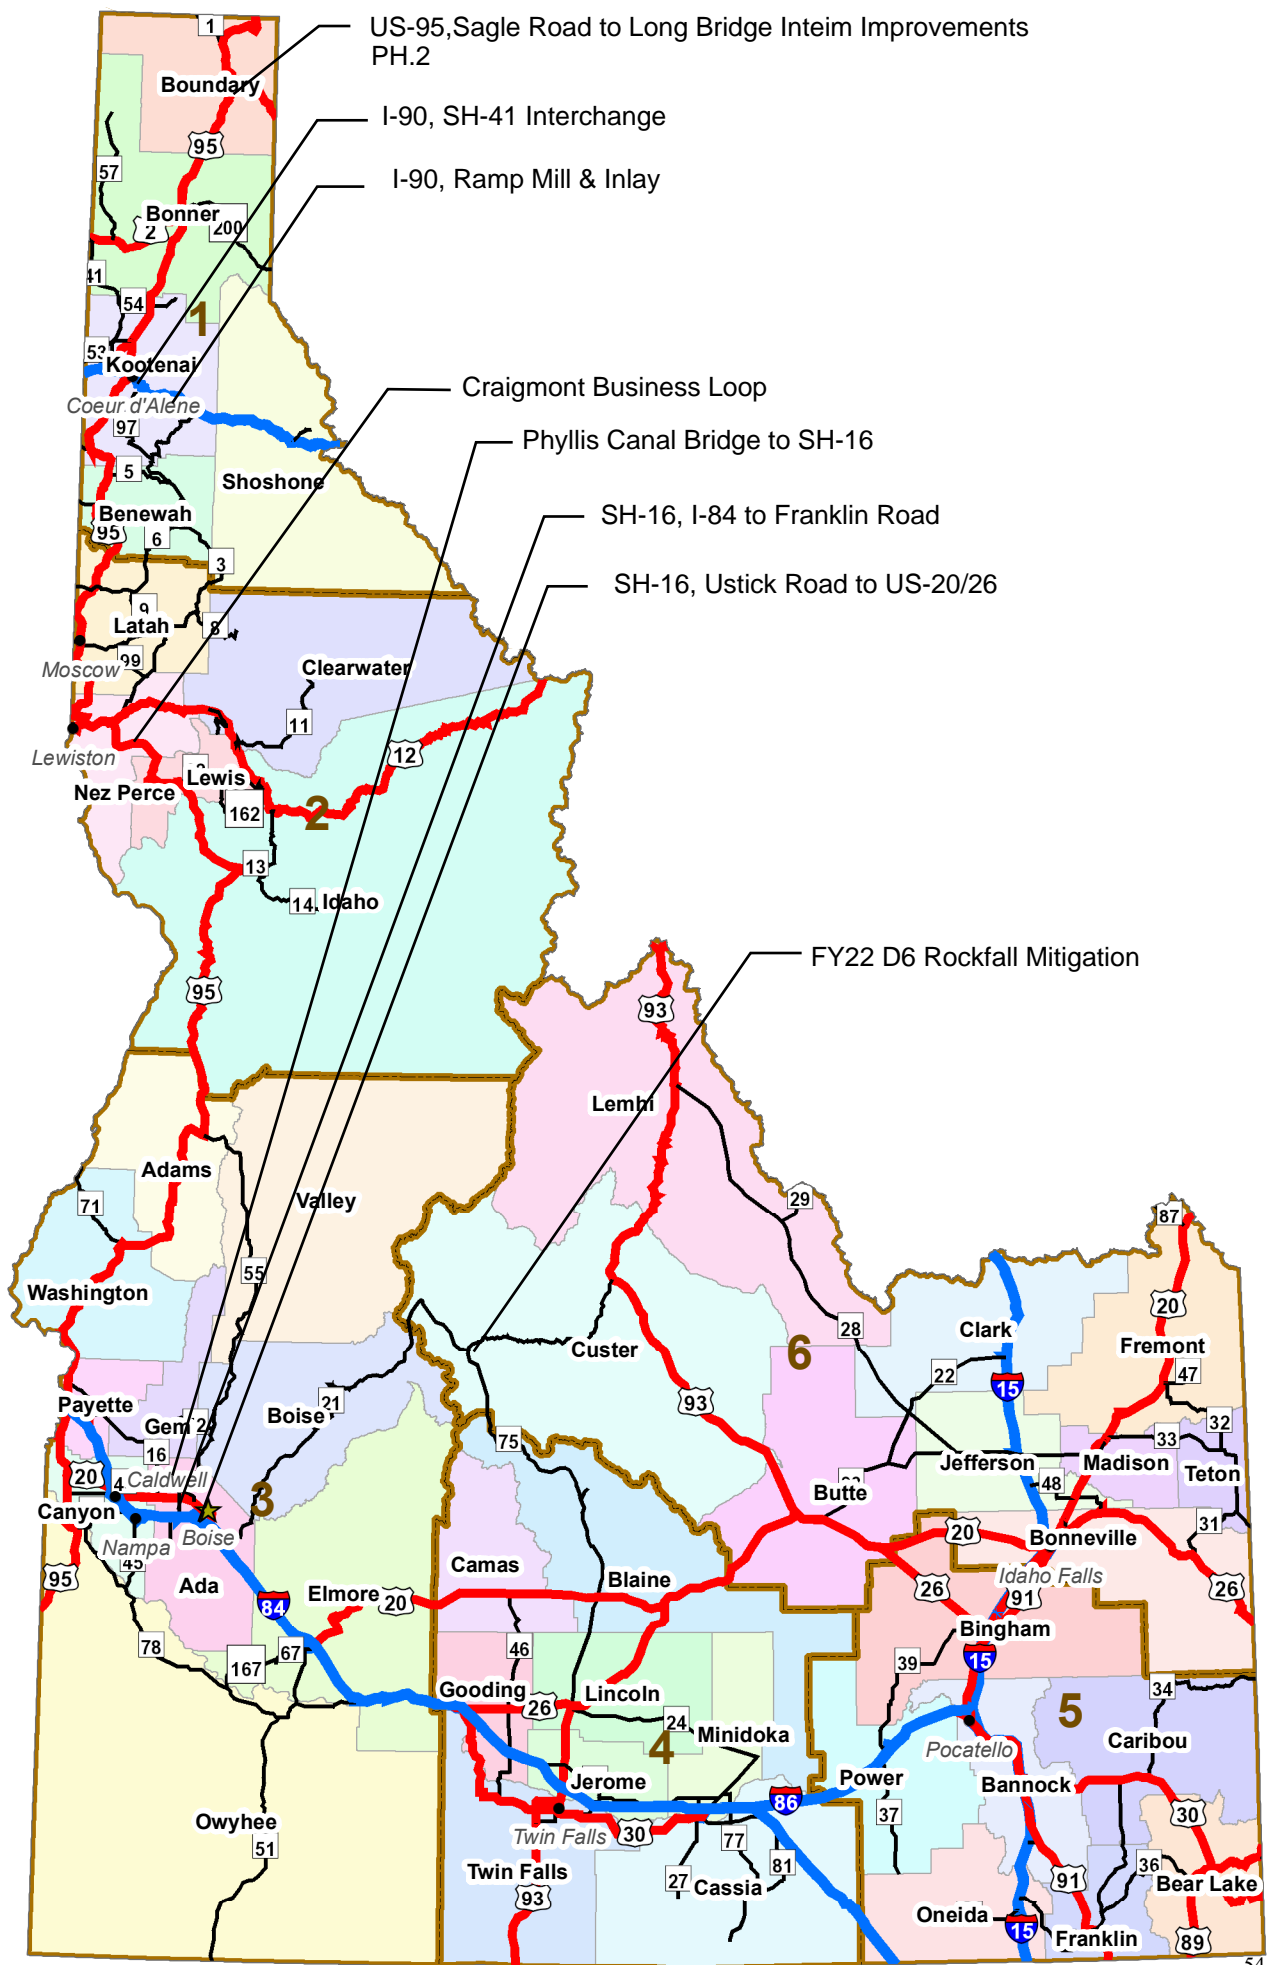 US-95,Sagle Road to Long Bridge Inteim Improvements
PH.2
1
Boundary
I-90, SH-41 Interchange
95
57
I-90, Ramp Mill & Inlay
Bonner
2
200
41
54
1
53
Kootenai
Coeur d'Alene
97
Craigmont Business Loop
Phyllis Canal Bridge to SH-16
5
Shoshone
Benewah
95
6
SH-16, I-84 to Franklin Road
3
SH-16, Ustick Road to US-20/26
9
Latah
8
99
Moscow
Clearwater
11
Lewiston
12
Lewis
Nez Perce
162
2
13
14
Idaho
FY22 D6 Rockfall Mitigation
95
93
Lemhi
Adams
71
Valley
29
87
55
Washington
20
28
Clark
Custer
6
Fremont
22
47
15
93
Payette
21
Boise
Gem
32
75
16
33
Jefferson
Madison
Teton
20
Caldwell
4
48
3
Butte
Canyon
31
Boise
Nampa
20
Bonneville
45
Camas
Idaho Falls
95
Ada
Elmore
20
Blaine
26
91
26
84
Bingham
78
46
167
67
39
15
Gooding
26
Lincoln
34
24
5
4
Minidoka
Caribou
Pocatello
Jerome
Power
Bannock
86
37
30
Owyhee
51
Twin Falls
30
77
Twin Falls
81
36
27
Cassia
91
Bear Lake
93
Oneida
15
Franklin
89
54